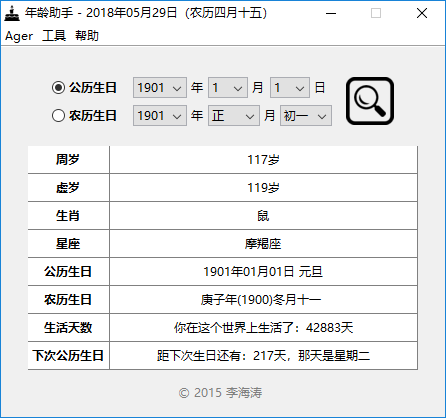 年龄助手 - 2018年05月29日（农历四月十五）
Ager 工具 帮助
公历生日 1901 年 1 月 1 日
农历生日 1901 年 正 月 初一
周岁 117岁
虚岁 119岁
生肖 鼠
星座 摩羯座
公历生日 1901年01月01日 元旦
农历生日 庚子年(1900)冬月十一
生活天数 你在这个世界上生活了：42883天
下次公历生日 距下次生日还有：217天，那天是星期二
© 2015 李海涛